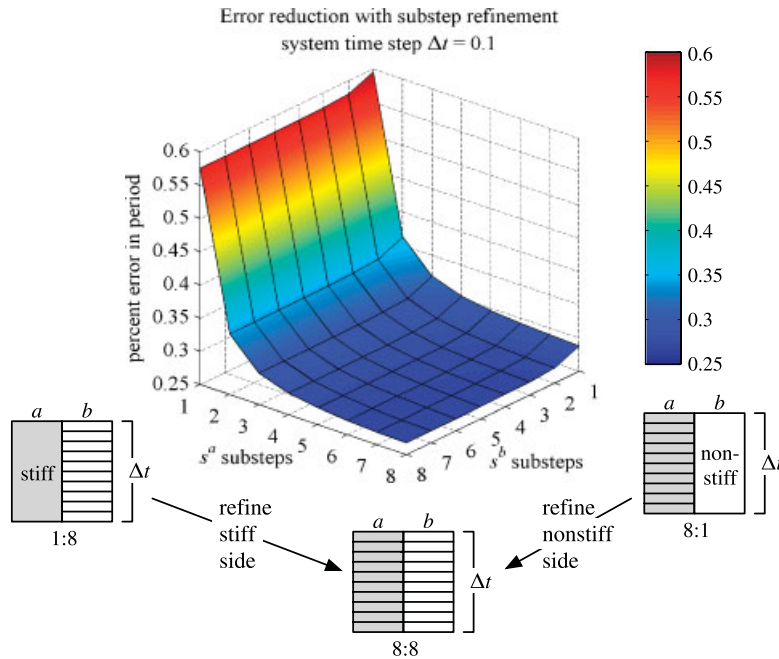 Error reduction with substep refinement
system time step Δt = 0.1
percent error in period
0.6
0.55
0.5
0.45
0.4
0.35
0.3
0.25
1
2
3
4
5
6
7
8
sᵃ substeps
8
7
6
5
4
3
2
1
sᵇ substeps
0.6
0.55
0.5
0.45
0.4
0.35
0.3
0.25
a b
stiff
Δt
1:8
refine
stiff
side
a b
Δt
8:8
refine
nonstiff
side
a b
non-
stiff
Δt
8:1